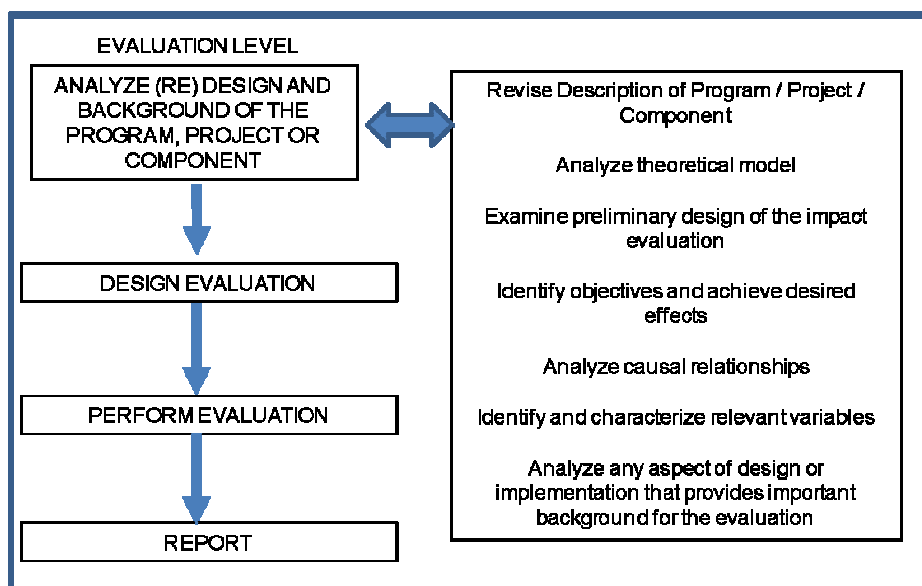 EVALUATION LEVEL
ANALYZE (RE) DESIGN AND
BACKGROUND OF THE
PROGRAM, PROJECT OR
COMPONENT
DESIGN EVALUATION
PERFORM EVALUATION
REPORT
Revise Description of Program / Project /
Component
Analyze theoretical model
Examine preliminary design of the impact
evaluation
Identify objectives and achieve desired
effects
Analyze causal relationships
Identify and characterize relevant variables
Analyze any aspect of design or
implementation that provides important
background for the evaluation